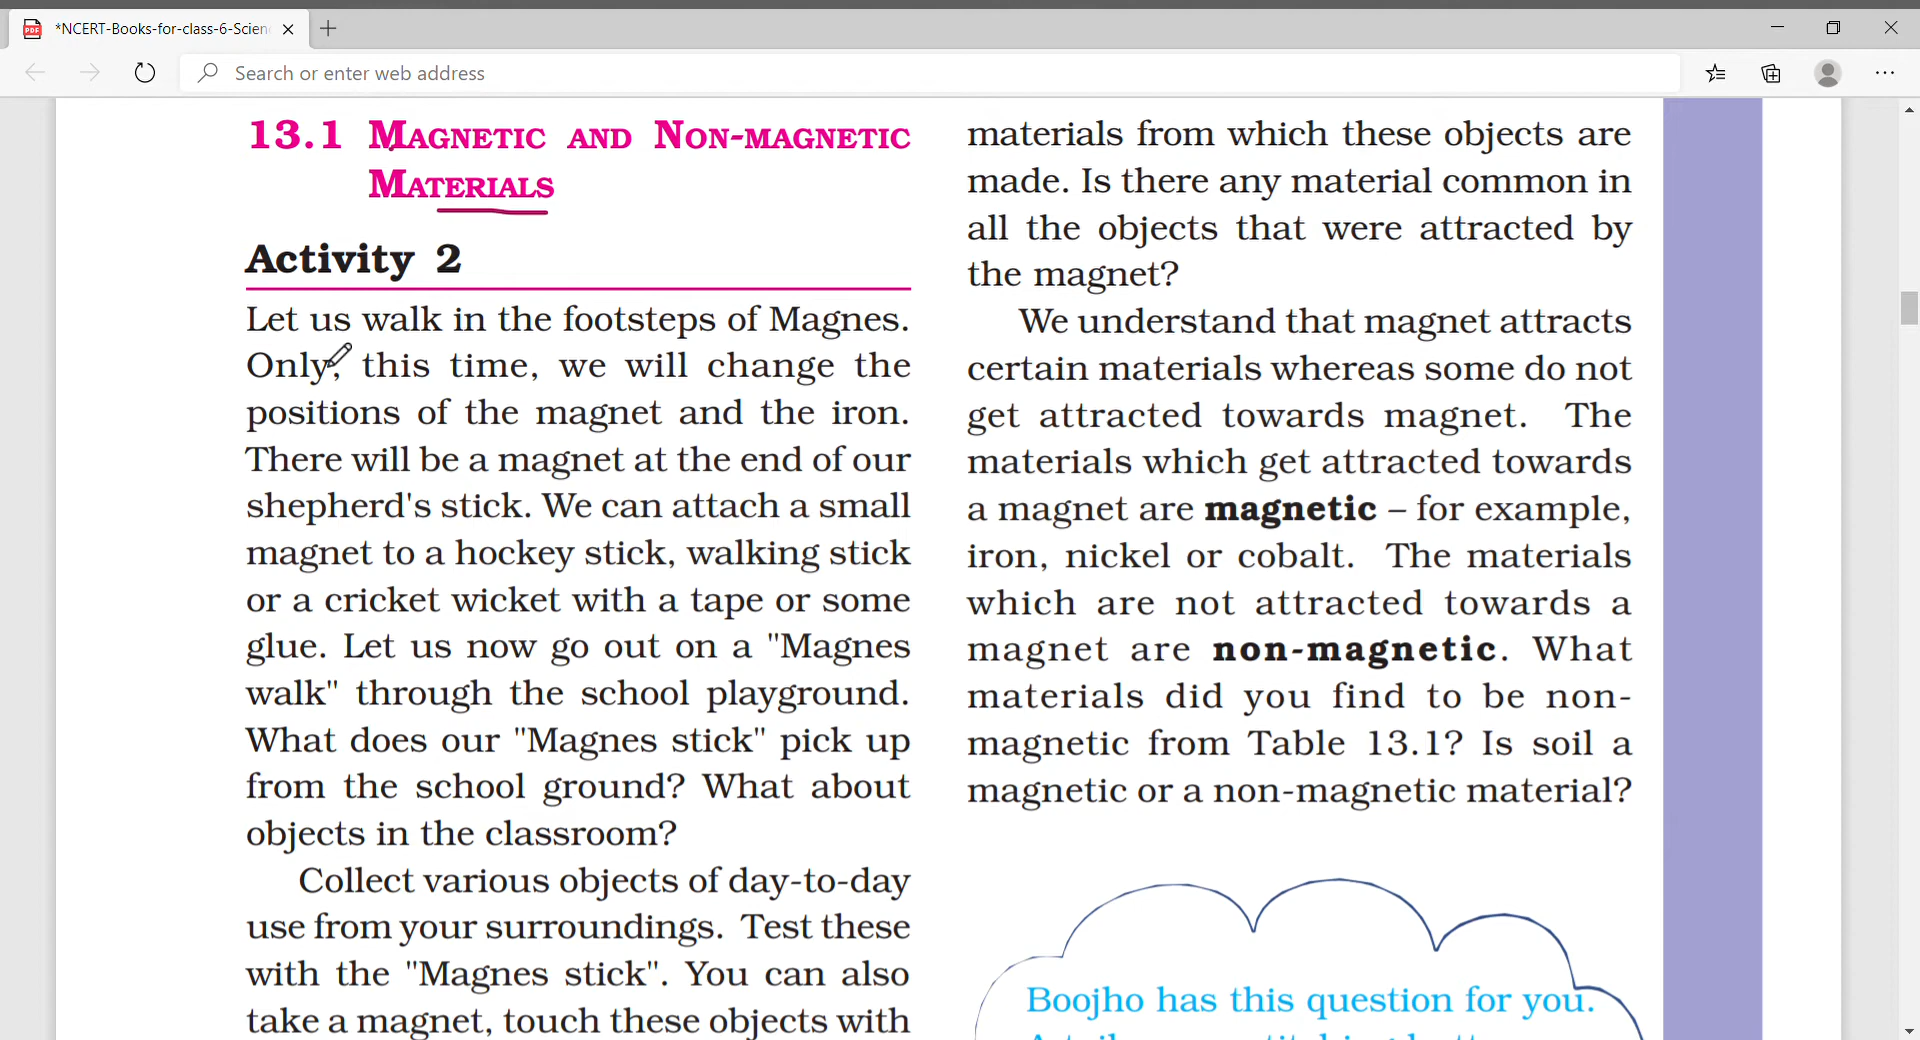 *NCERT-Books-for-class-6-Scien
Search or enter web address
13.1 MAGNETIC AND NON-MAGNETIC
MATERIALS
Activity 2
Let us walk in the footsteps of Magnes.
Only, this time, we will change the
positions of the magnet and the iron.
There will be a magnet at the end of our
shepherd's stick. We can attach a small
magnet to a hockey stick, walking stick
or a cricket wicket with a tape or some
glue. Let us now go out on a "Magnes
walk" through the school playground.
What does our "Magnes stick" pick up
from the school ground? What about
objects in the classroom?
Collect various objects of day-to-day
use from your surroundings. Test these
with the "Magnes stick". You can also
take a magnet, touch these objects with
materials from which these objects are
made. Is there any material common in
all the objects that were attracted by
the magnet?
We understand that magnet attracts
certain materials whereas some do not
get attracted towards magnet. The
materials which get attracted towards
a magnet are magnetic – for example,
iron, nickel or cobalt. The materials
which are not attracted towards a
magnet are non-magnetic. What
materials did you find to be non-
magnetic from Table 13.1? Is soil a
magnetic or a non-magnetic material?
Boojho has this question for you.